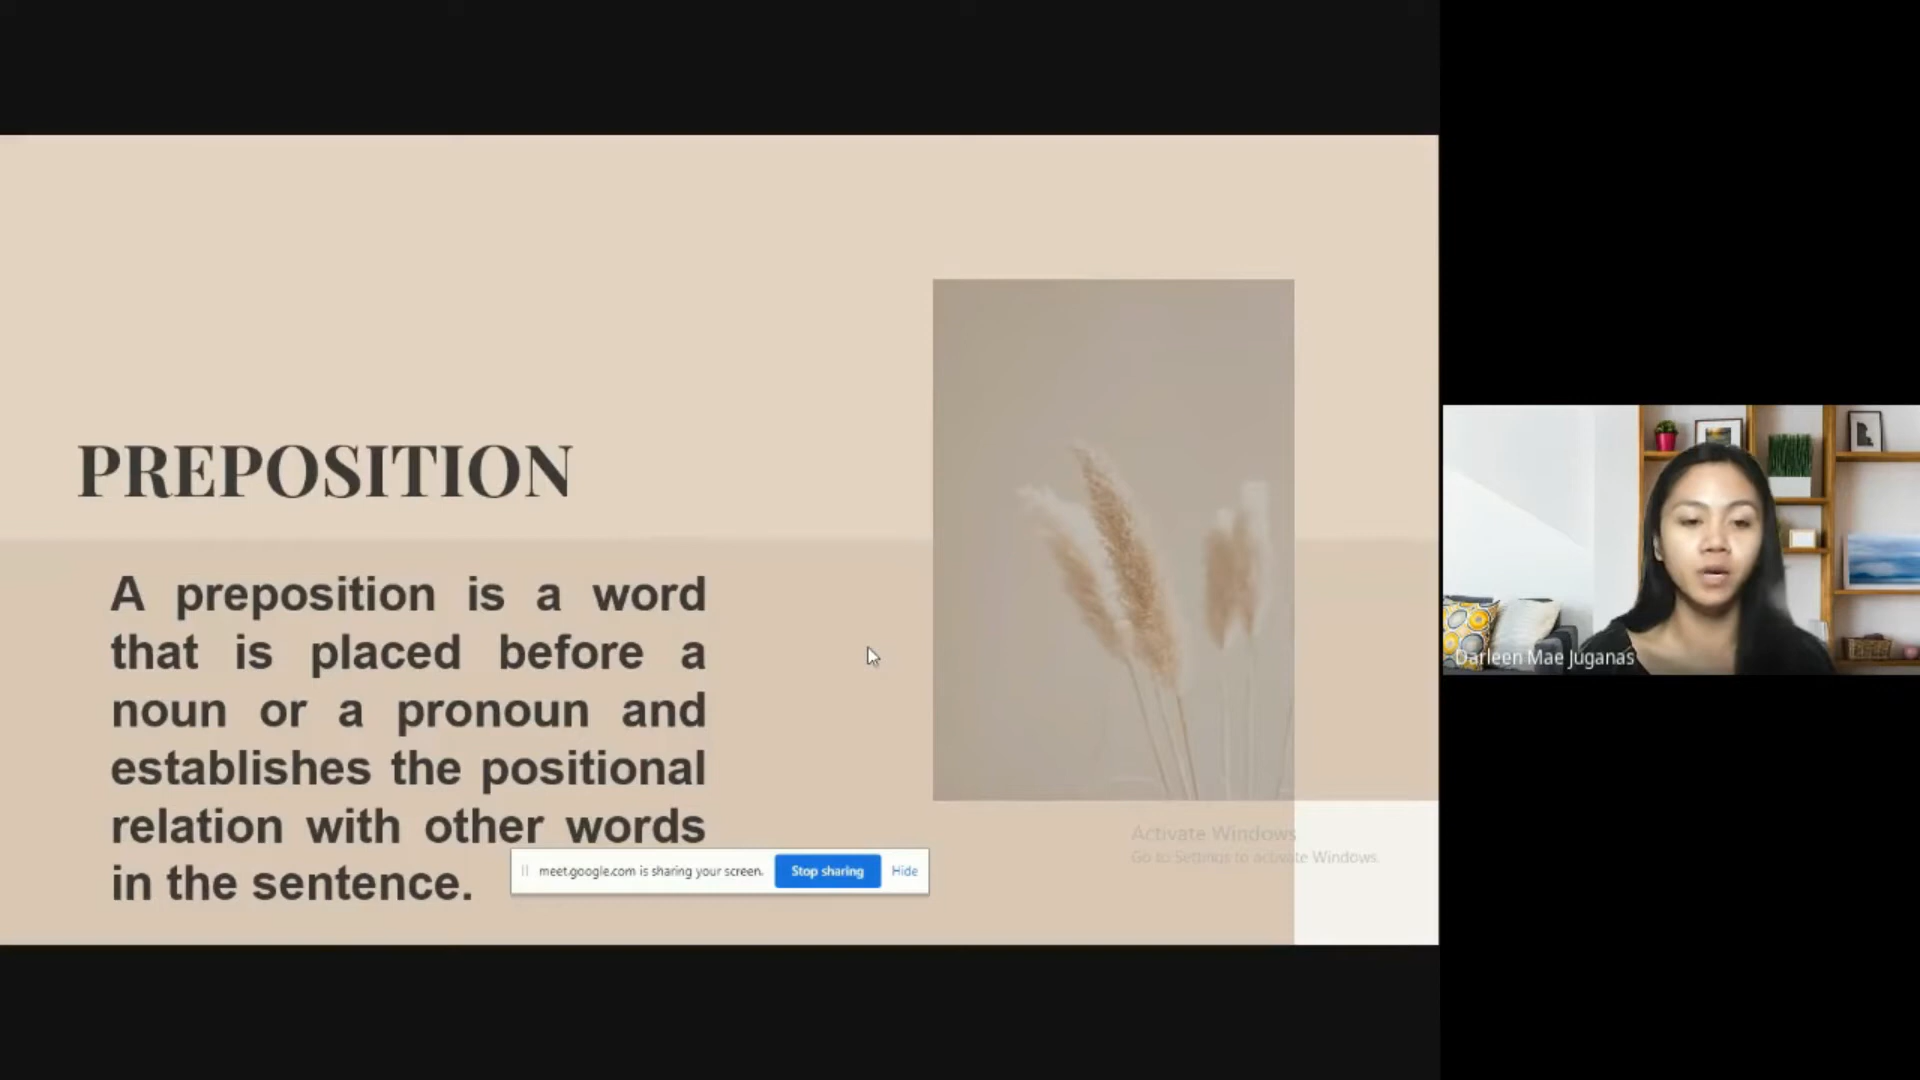 PREPOSITION
A preposition is a word
that is placed before a
noun or a pronoun and
establishes the positional
relation with other words
in the sentence.
meet.google.com is sharing your screen.
Stop sharing
Hide
Activate Windows
Go to Settings to activate Windows.
Darleen Mae Juganas